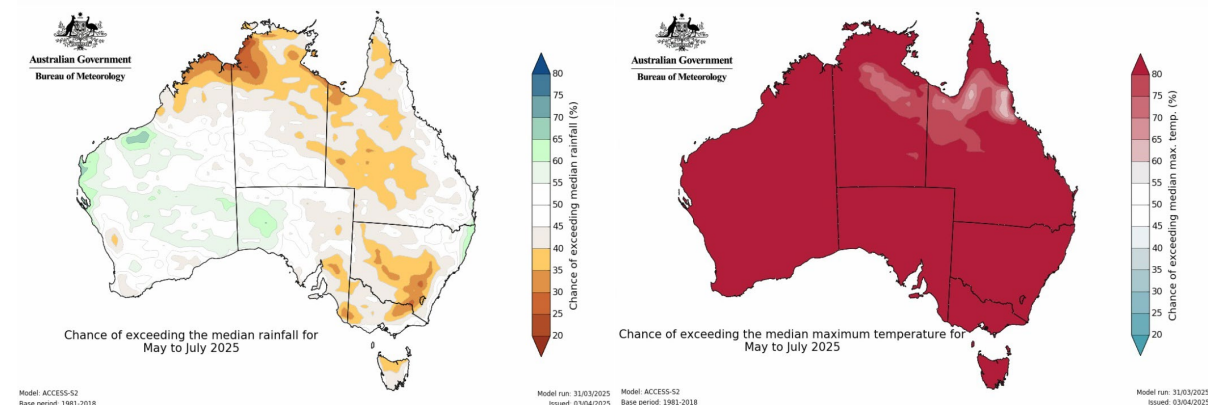 Australian Government
Bureau of Meteorology
80
75
70
65
60
55
50
45
40
35
30
25
20
Chance of exceeding median rainfall (%)
Chance of exceeding the median rainfall for
May to July 2025
Model: ACCESS-S2
Base period: 1981-2018
Model run: 31/03/2025
Issued: 03/04/2025
Australian Government
Bureau of Meteorology
80
75
70
65
60
55
50
45
40
35
30
25
20
Chance of exceeding median max. temp. (%)
Chance of exceeding the median maximum temperature for
May to July 2025
Model: ACCESS-S2
Base period: 1981-2018
Model run: 31/03/2025
Issued: 03/04/2025